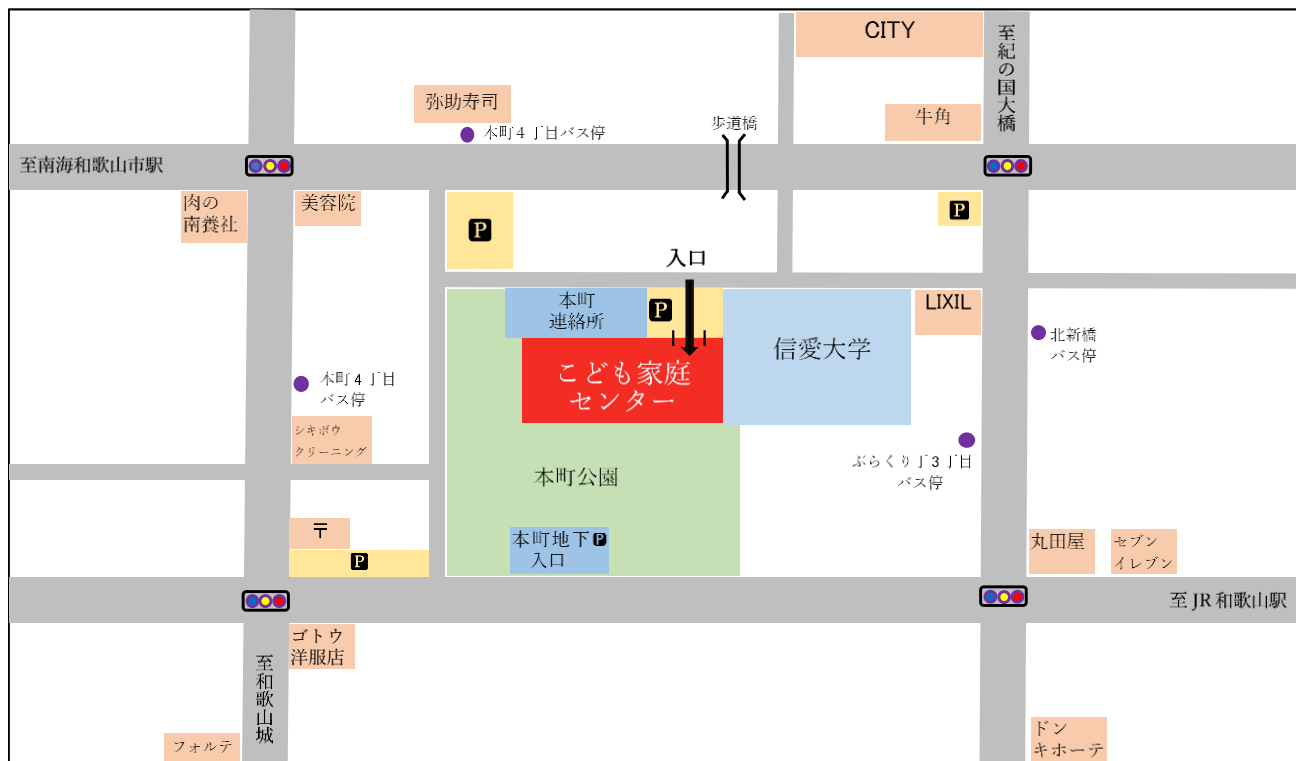 CITY
至紀の国大橋
弥助寿司
牛角
歩道橋
本町4丁目バス停
至南海和歌山市駅
肉の
南養社
美容院
P
P
入口
本町
連絡所
P
LIXIL
信愛大学
北新橋
バス停
こども家庭
センター
本町4丁目
バス停
シキボウ
クリーニング
ぶらくり丁3丁目
バス停
本町公園
〒
P
本町地下P
入口
丸田屋
セブン
イレブン
至JR和歌山駅
ゴトウ
洋服店
至和歌山城
フォルテ
ドン
キホーテ